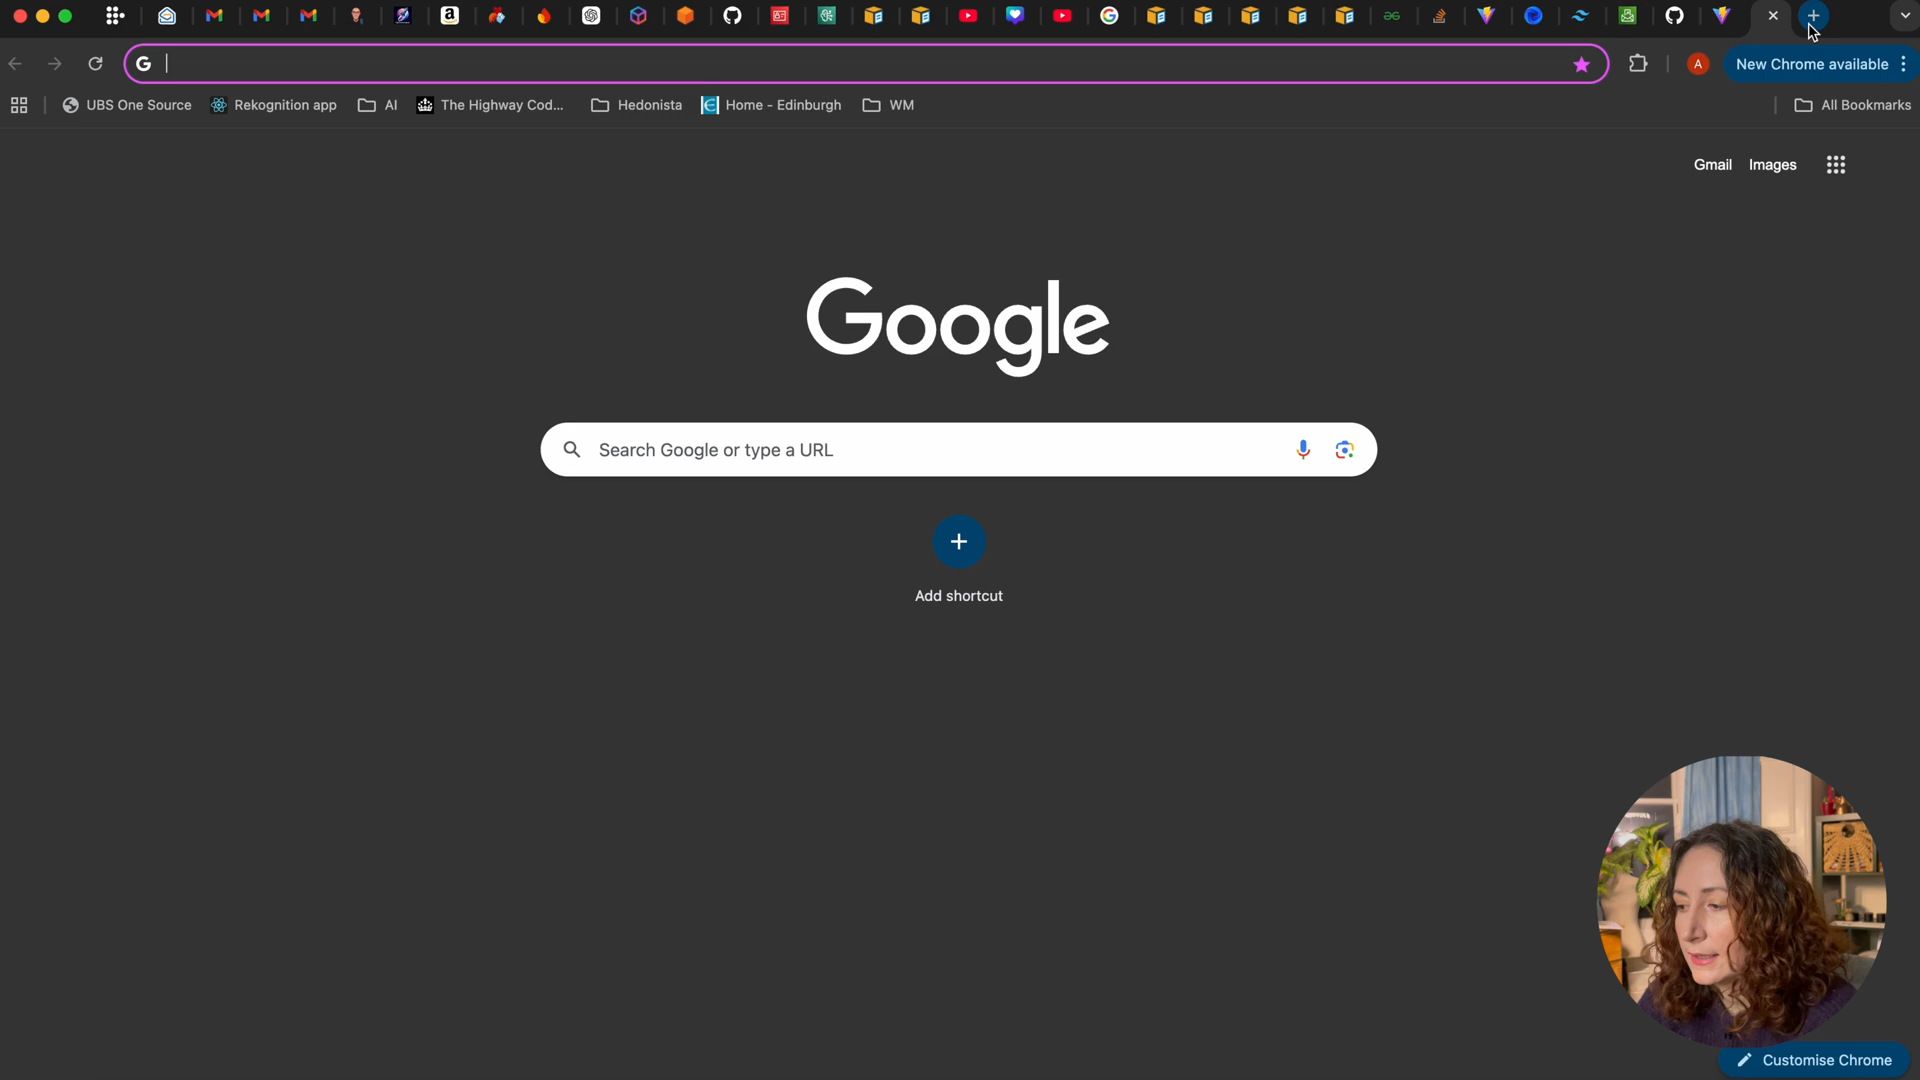 A
New Chrome available
UBS One Source
Rekognition app
AI
The Highway Cod...
Hedonista
Home - Edinburgh
WM
All Bookmarks
Gmail
Images
Google
Search Google or type a URL
Add shortcut
Customise Chrome